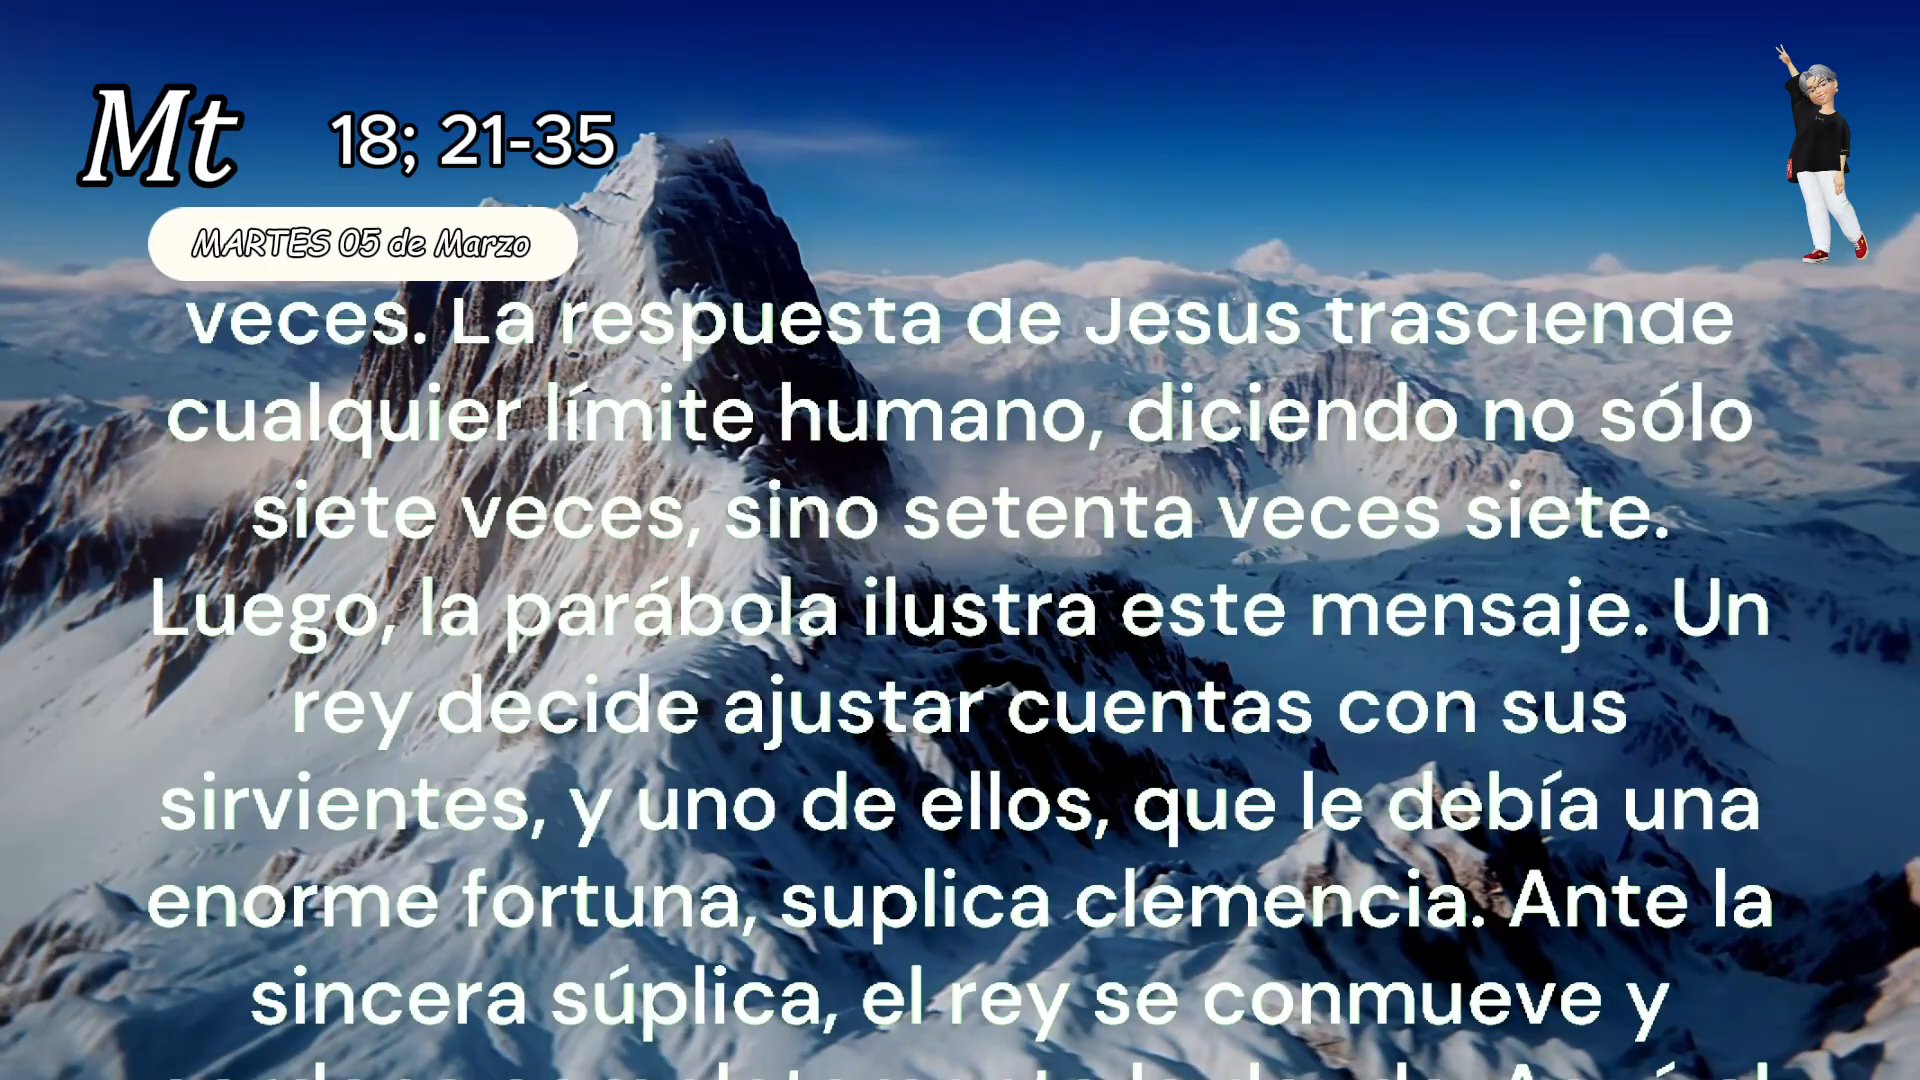 Mt 18; 21-35
MARTES 05 de Marzo
veces. La respuesta de Jesús trasciende
cualquier límite humano, diciendo no sólo
siete veces, sino setenta veces siete.
Luego, la parábola ilustra este mensaje. Un
rey decide ajustar cuentas con sus
sirvientes, y uno de ellos, que le debía una
enorme fortuna, suplica clemencia. Ante la
sincera súplica, el rey se conmueve y